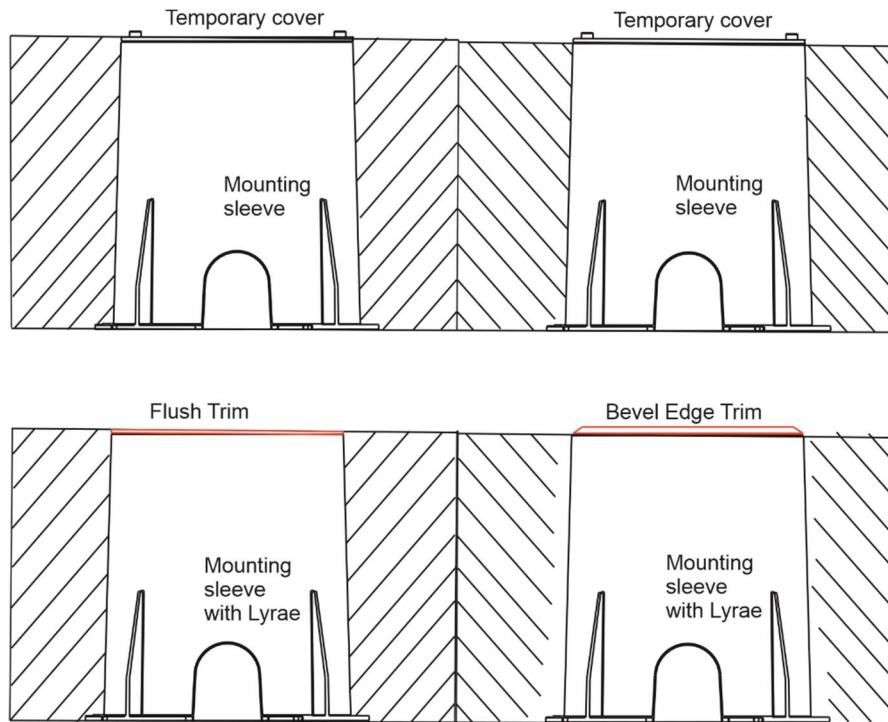 Temporary cover
Temporary cover
Mounting
sleeve
Mounting
sleeve
Flush Trim
Bevel Edge Trim
Mounting
sleeve
with Lyrae
Mounting
sleeve
with Lyrae